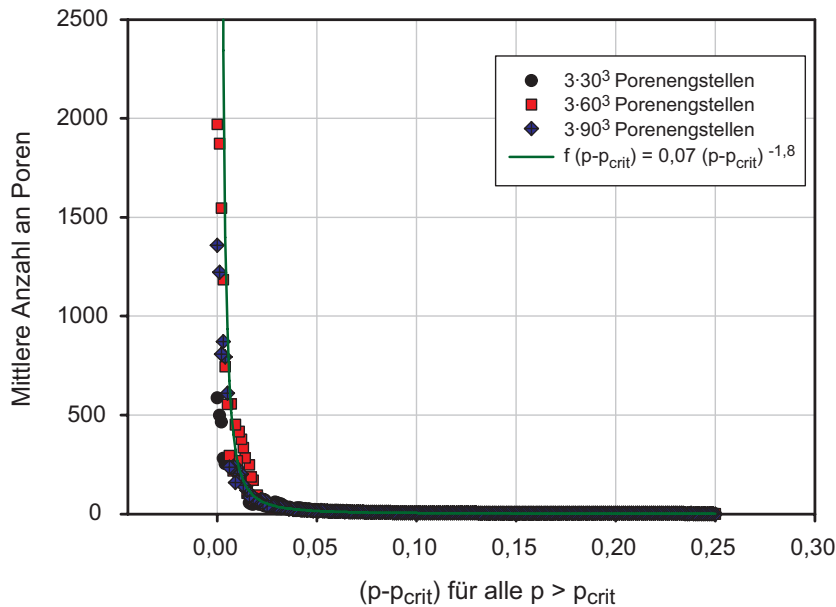 2500
2000
1500
1000
500
0
Mittlere Anzahl an Poren
3·30³ Porenengstellen
3·60³ Porenengstellen
3·90³ Porenengstellen
f (p-p_crit) = 0,07 (p-p_crit) ^-1,8
0,00 0,05 0,10 0,15 0,20 0,25 0,30
(p-p_crit) für alle p > p_crit